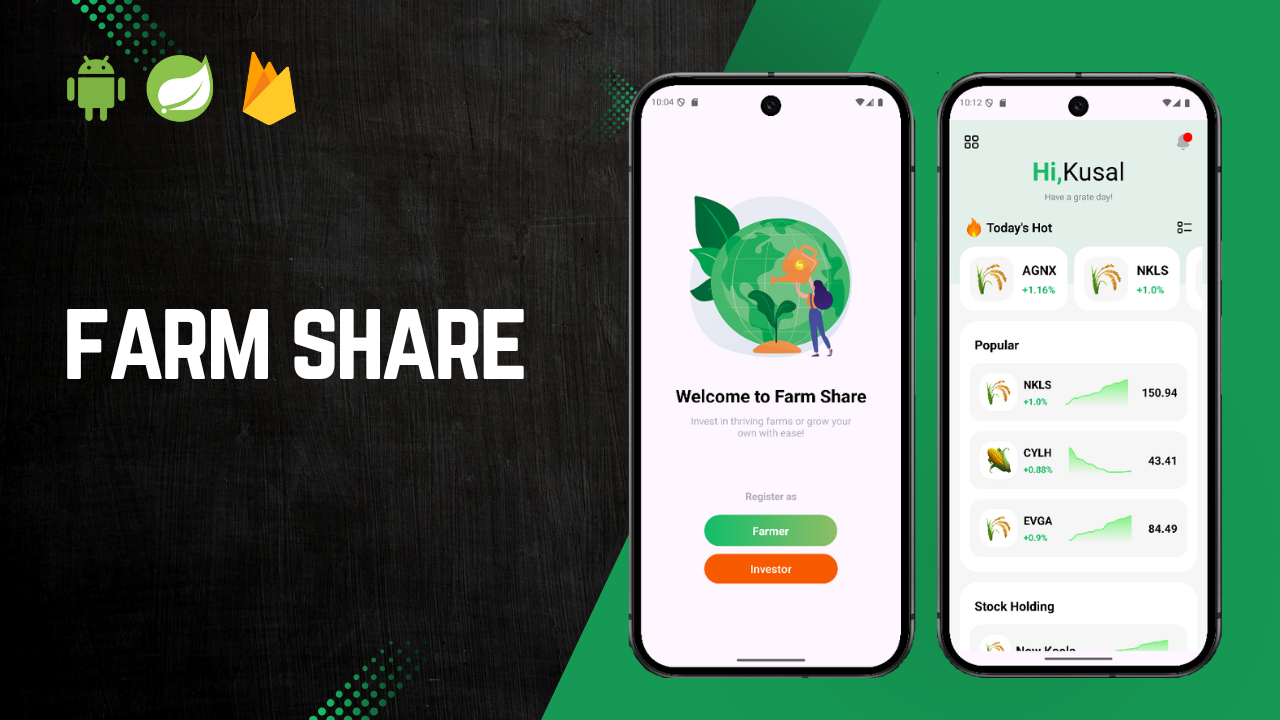 FARM SHARE
10:04
Welcome to Farm Share
Invest in thriving farms or grow your
own with ease!
Register as
Farmer
Investor
10:12
Hi,Kusal
Have a grate day!
Today's Hot
AGNX
+1.16%
NKLS
+1.0%
Popular
NKLS
+1.0%
150.94
CYLH
+0.88%
43.41
EVGA
+0.9%
84.49
Stock Holding